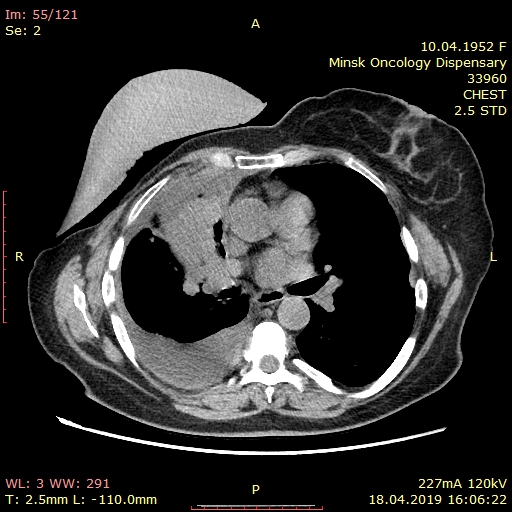 Im: 55/121
Se: 2
A
10.04.1952 F
Minsk Oncology Dispensary
33960
CHEST
2.5 STD
R
L
WL: 3 WW: 291
T: 2.5mm L: -110.0mm
P
227mA 120kV
18.04.2019 16:06:22